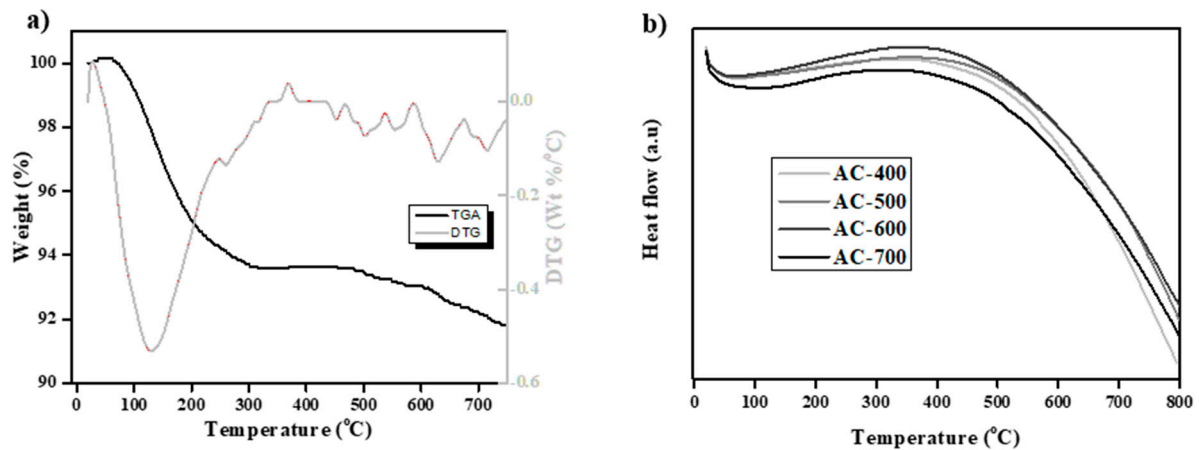 a)
100
98
96
94
92
90
Weight (%)
0 100 200 300 400 500 600 700
Temperature (°C)
0.0
-0.2
-0.4
-0.6
DTG (Wt %/°C)
TGA
DTG
b)
Heat flow (a.u)
AC-400
AC-500
AC-600
AC-700
0 100 200 300 400 500 600 700 800
Temperature (°C)